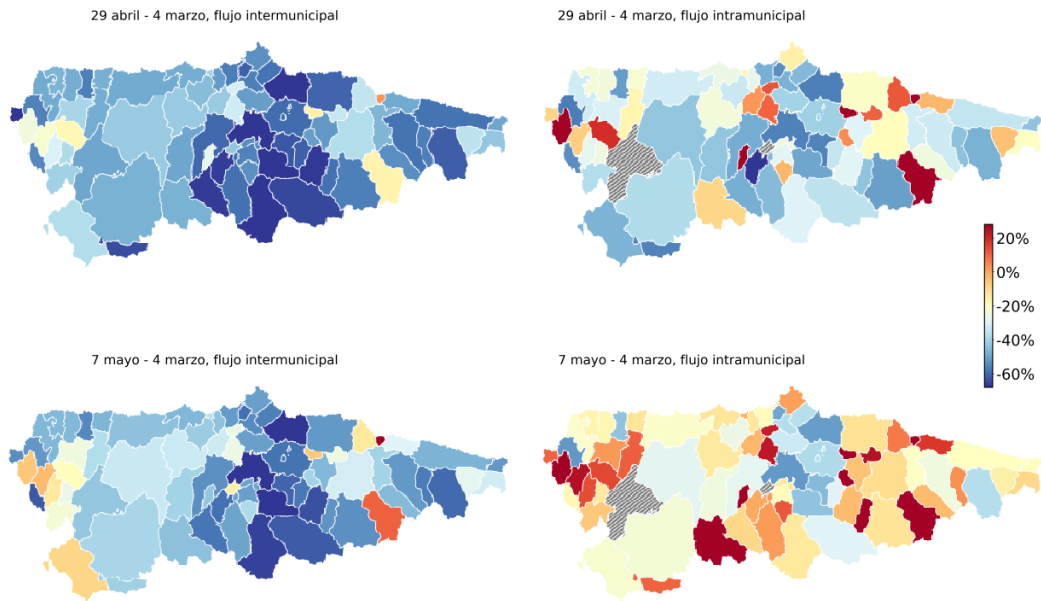 29 abril - 4 marzo, flujo intermunicipal
29 abril - 4 marzo, flujo intramunicipal
20%
0%
-20%
-40%
-60%
7 mayo - 4 marzo, flujo intermunicipal
7 mayo - 4 marzo, flujo intramunicipal